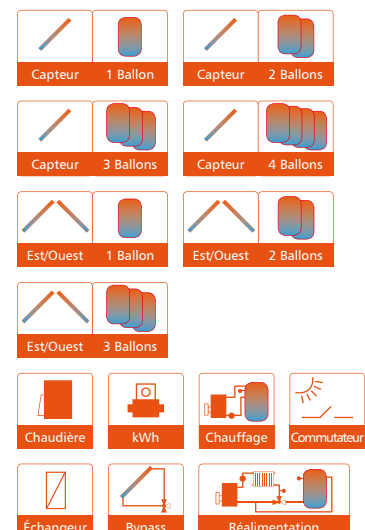 Capteur 1 Ballon Capteur 2 Ballons
Capteur 3 Ballons Capteur 4 Ballons
Est/Ouest 1 Ballon Est/Ouest 2 Ballons
Est/Ouest 3 Ballons
Chaudière kWh Chauffage Commutateur
Échangeur Bypass Réalimentation